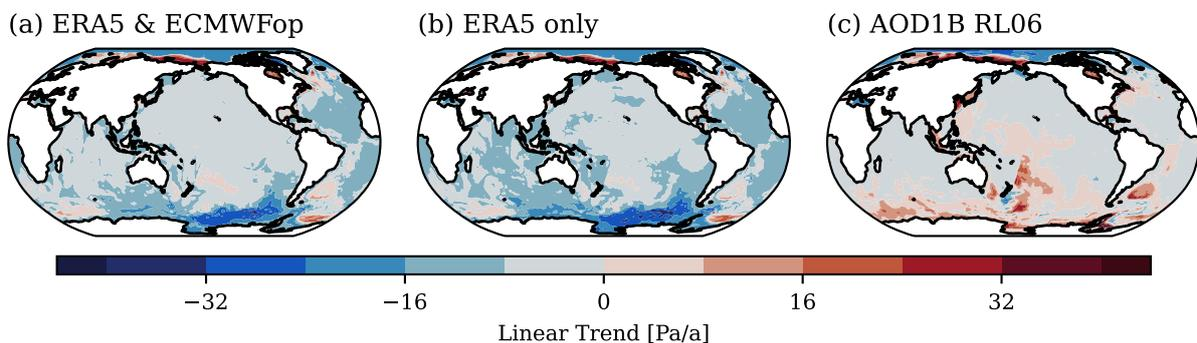 (a) ERA5 & ECMWFop
(b) ERA5 only
(c) AOD1B RL06
−32 −16 0 16 32
Linear Trend [Pa/a]